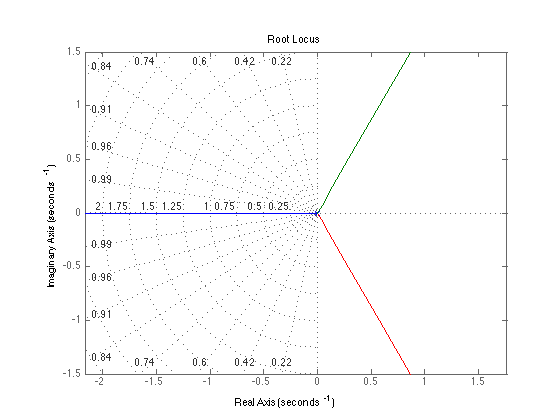 Root Locus
1.5
0.84 0.74 0.6 0.42 0.22
0.91
1
0.96
0.5
0.99
2 1.75 1.5 1.25 1 0.75 0.5 0.25
0
0.99
-0.5
0.96
0.91
-1
0.84 0.74 0.6 0.42 0.22
-1.5
-2 -1.5 -1 -0.5 0 0.5 1 1.5
Real Axis (seconds -1)
Imaginary Axis (seconds -1)